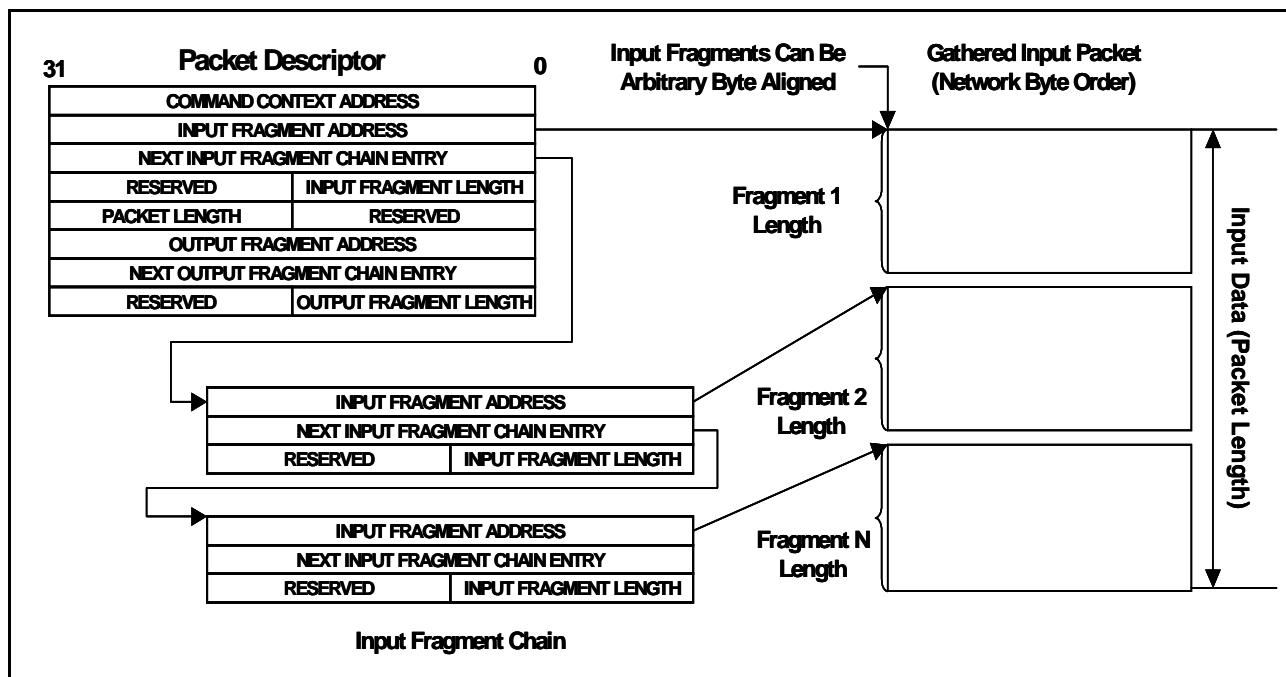 31
Packet Descriptor
0
COMMAND CONTEXT ADDRESS
INPUT FRAGMENT ADDRESS
NEXT INPUT FRAGMENT CHAIN ENTRY
RESERVED INPUT FRAGMENT LENGTH
PACKET LENGTH RESERVED
OUTPUT FRAGMENT ADDRESS
NEXT OUTPUT FRAGMENT CHAIN ENTRY
RESERVED OUTPUT FRAGMENT LENGTH
Input Fragments Can Be
Arbitrary Byte Aligned
Gathered Input Packet
(Network Byte Order)
Fragment 1
Length
Fragment 2
Length
Fragment N
Length
Input Data (Packet Length)
INPUT FRAGMENT ADDRESS
NEXT INPUT FRAGMENT CHAIN ENTRY
RESERVED INPUT FRAGMENT LENGTH
INPUT FRAGMENT ADDRESS
NEXT INPUT FRAGMENT CHAIN ENTRY
RESERVED INPUT FRAGMENT LENGTH
Input Fragment Chain